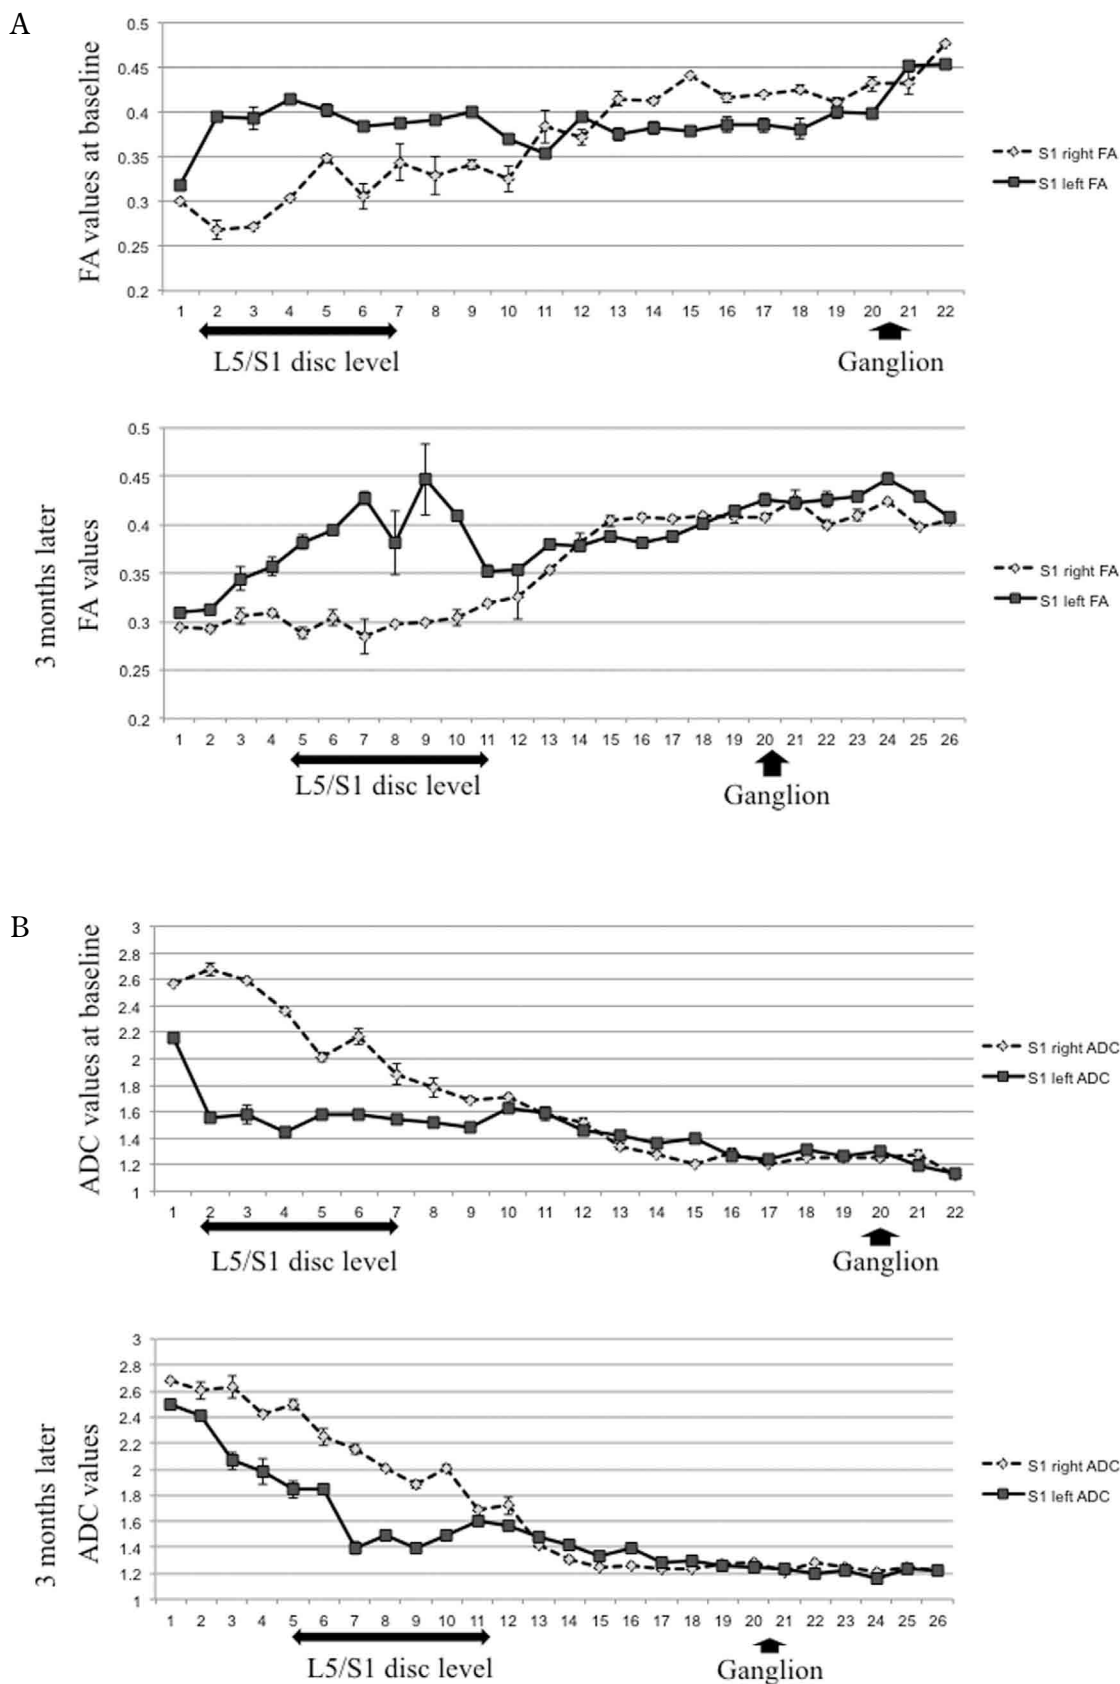 A
FA values at baseline
0.5
0.45
0.4
0.35
0.3
0.25
0.2
1 2 3 4 5 6 7 8 9 10 11 12 13 14 15 16 17 18 19 20 21 22
S1 right FA
S1 left FA
L5/S1 disc level
Ganglion
3 months later
FA values
0.5
0.45
0.4
0.35
0.3
0.25
0.2
1 2 3 4 5 6 7 8 9 10 11 12 13 14 15 16 17 18 19 20 21 22 23 24 25 26
S1 right FA
S1 left FA
L5/S1 disc level
Ganglion
B
ADC values at baseline
3
2.8
2.6
2.4
2.2
2
1.8
1.6
1.4
1.2
1
1 2 3 4 5 6 7 8 9 10 11 12 13 14 15 16 17 18 19 20 21 22
S1 right ADC
S1 left ADC
L5/S1 disc level
Ganglion
3 months later
ADC values
3
2.8
2.6
2.4
2.2
2
1.8
1.6
1.4
1.2
1
1 2 3 4 5 6 7 8 9 10 11 12 13 14 15 16 17 18 19 20 21 22 23 24 25 26
S1 right ADC
S1 left ADC
L5/S1 disc level
Ganglion